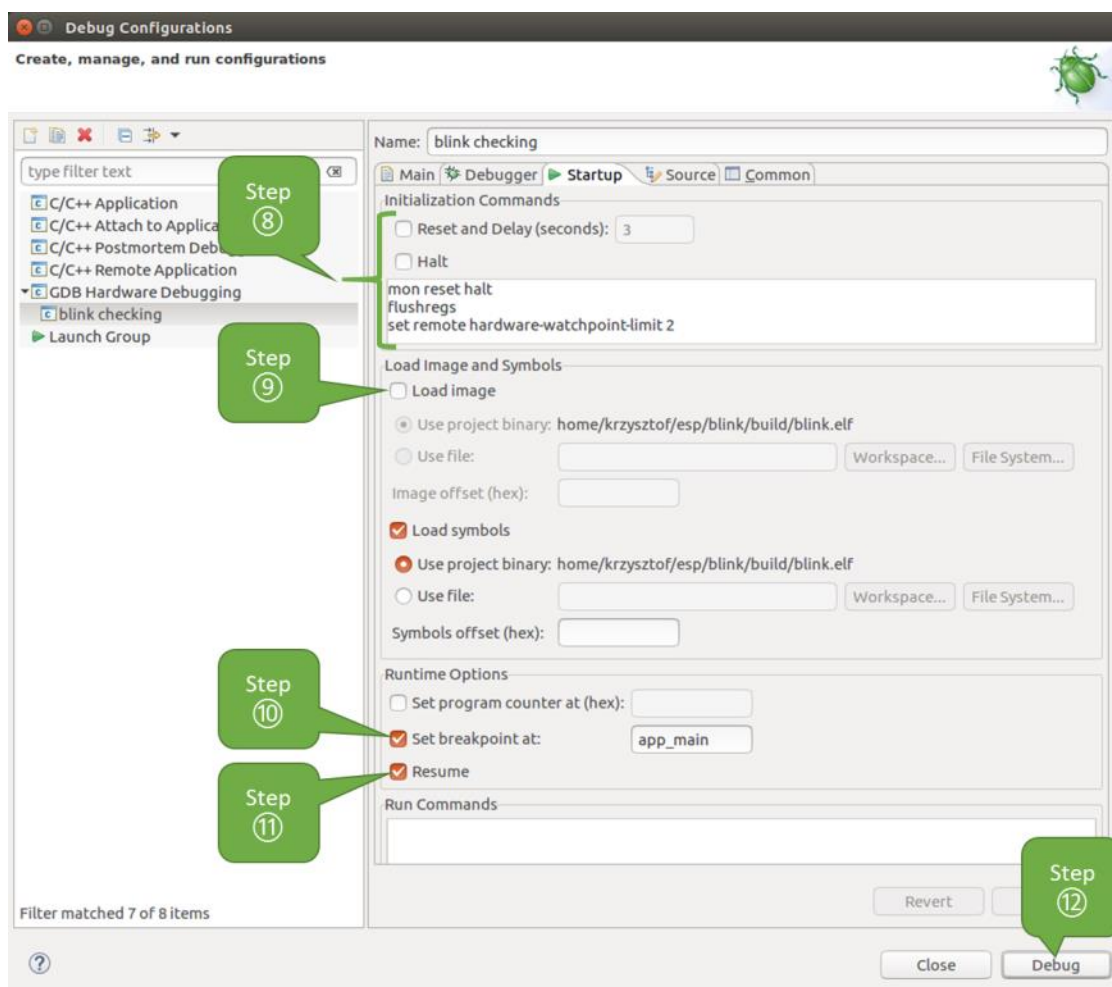 Debug Configurations
Create, manage, and run configurations
type filter text
C/C++ Application
C/C++ Attach to Applica
C/C++ Postmortem Debu
C/C++ Remote Application
GDB Hardware Debugging
blink checking
Launch Group
Filter matched 7 of 8 items
Step
⑧
Step
⑨
Step
⑩
Step
⑪
Name: blink checking
Main Debugger Startup Source Common
Initialization Commands
Reset and Delay (seconds): 3
Halt
mon reset halt
flushregs
set remote hardware-watchpoint-limit 2
Load Image and Symbols
Load image
Use project binary: home/krzysztof/esp/blink/build/blink.elf
Use file: Workspace... File System...
Image offset (hex):
Load symbols
Use project binary: home/krzysztof/esp/blink/build/blink.elf
Use file: Workspace... File System...
Symbols offset (hex):
Runtime Options
Set program counter at (hex):
Set breakpoint at: app_main
Resume
Run Commands
Step
⑫
Revert
Close Debug